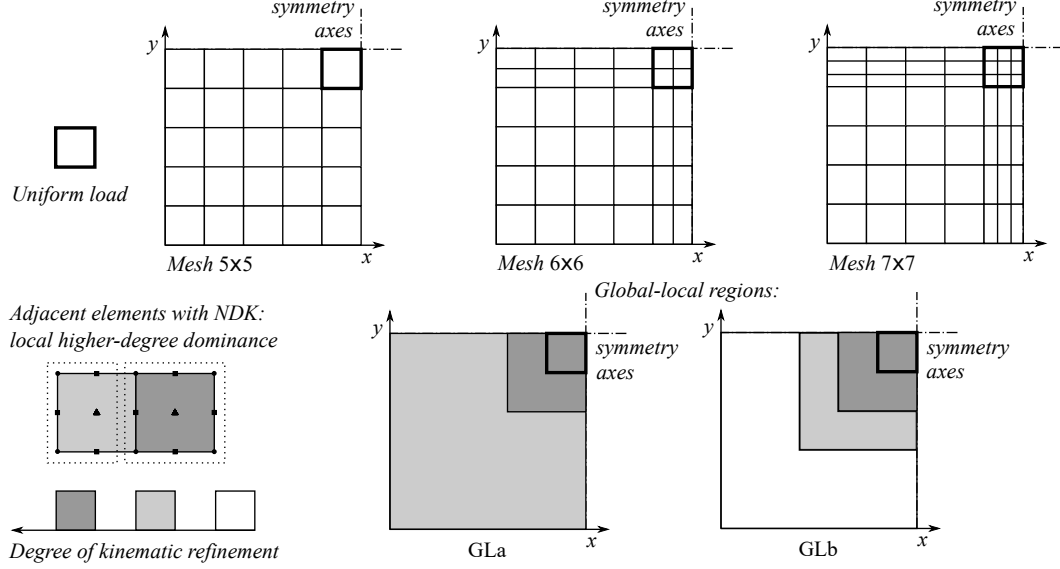 symmetry
axes
y
x
Mesh 5x5
symmetry
axes
y
x
Mesh 6x6
symmetry
axes
y
x
Mesh 7x7
Uniform load
Adjacent elements with NDK:
local higher-degree dominance
Degree of kinematic refinement
Global-local regions:
y
symmetry
axes
x
GLa
y
symmetry
axes
x
GLb